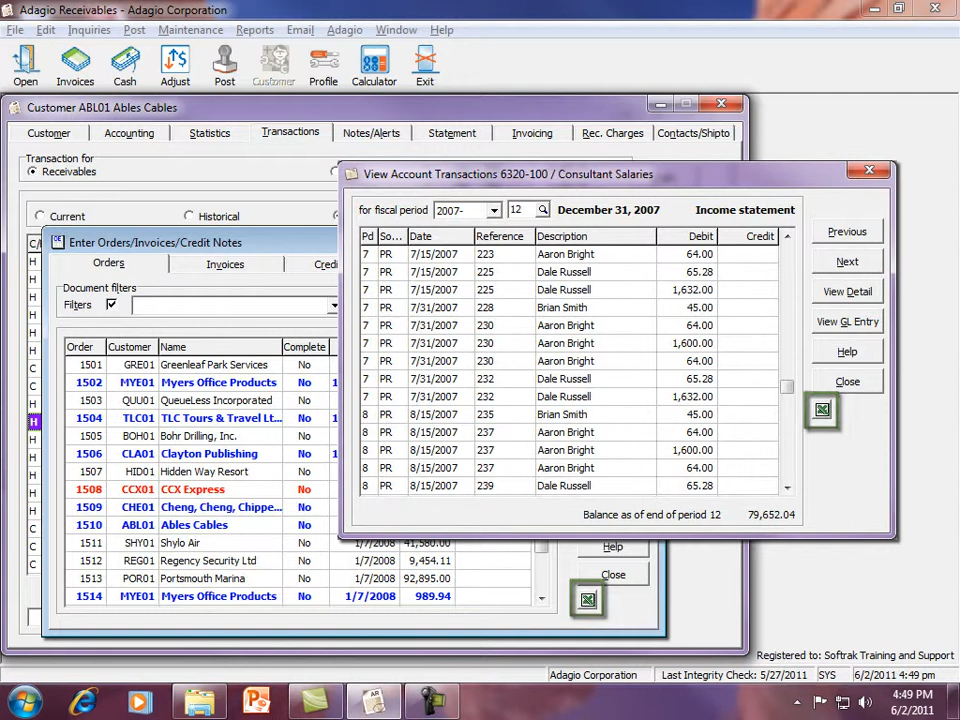 Adagio Receivables - Adagio Corporation
File Edit Inquiries Post Maintenance Reports Email Adagio Window Help
Open Invoices Cash Adjust Post Customer Profile Calculator Exit
Customer ABL01 Ables Cables
Customer Accounting Statistics Transactions Notes/Alerts Statement Invoicing Rec. Charges Contacts/Shipto
Transaction for
Receivables
Current Historical
View Account Transactions 6320-100 / Consultant Salaries
for fiscal period 2007- 12 December 31, 2007 Income statement
Pd So... Date Reference Description Debit Credit
7 PR 7/15/2007 223 Aaron Bright 64.00
7 PR 7/15/2007 225 Dale Russell 65.28
7 PR 7/15/2007 225 Dale Russell 1,632.00
7 PR 7/31/2007 228 Brian Smith 45.00
7 PR 7/31/2007 230 Aaron Bright 64.00
7 PR 7/31/2007 230 Aaron Bright 1,600.00
7 PR 7/31/2007 230 Aaron Bright 64.00
7 PR 7/31/2007 232 Dale Russell 65.28
7 PR 7/31/2007 232 Dale Russell 1,632.00
8 PR 8/15/2007 235 Brian Smith 45.00
8 PR 8/15/2007 237 Aaron Bright 64.00
8 PR 8/15/2007 237 Aaron Bright 1,600.00
8 PR 8/15/2007 237 Aaron Bright 64.00
8 PR 8/15/2007 239 Dale Russell 65.28
Balance as of end of period 12 79,652.04
Previous
Next
View Detail
View GL Entry
Help
Close
Enter Orders/Invoices/Credit Notes
Orders Invoices Credi
Document filters
Filters
Order Customer Name Complete
1501 GRE01 Greenleaf Park Services No
1502 MYE01 Myers Office Products No 1
1503 QUU01 QueueLess Incorporated No
1504 TLC01 TLC Tours & Travel Lt... No 1
1505 BOH01 Bohr Drilling, Inc. No
1506 CLA01 Clayton Publishing No 1
1507 HID01 Hidden Way Resort No
1508 CCX01 CCX Express No
1509 CHE01 Cheng, Cheng, Chippe... No
1510 ABL01 Ables Cables No
1511 SHY01 Shylo Air No 1/7/2008 41,580.00
1512 REG01 Regency Security Ltd No 1/7/2008 9,454.11
1513 POR01 Portsmouth Marina No 1/7/2008 92,895.00
1514 MYE01 Myers Office Products No 1/7/2008 989.94
Help
Close
C/
H
H
H
H
H
H
C
C
H
H
H
H
H
H
C
C
C
Registered to: Softrak Training and Support
Adagio Corporation Last Integrity Check: 5/27/2011 SYS 6/2/2011 4:49 pm
4:49 PM
6/2/2011